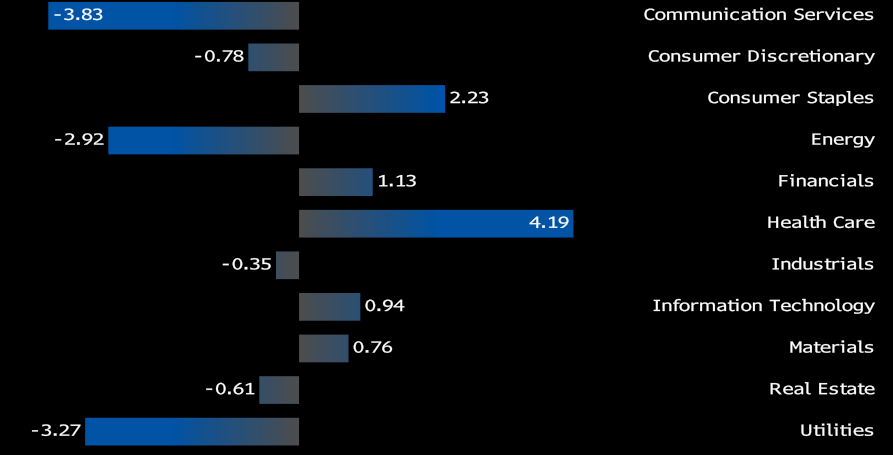 -3.83 Communication Services
-0.78 Consumer Discretionary
2.23 Consumer Staples
-2.92 Energy
1.13 Financials
4.19 Health Care
-0.35 Industrials
0.94 Information Technology
0.76 Materials
-0.61 Real Estate
-3.27 Utilities